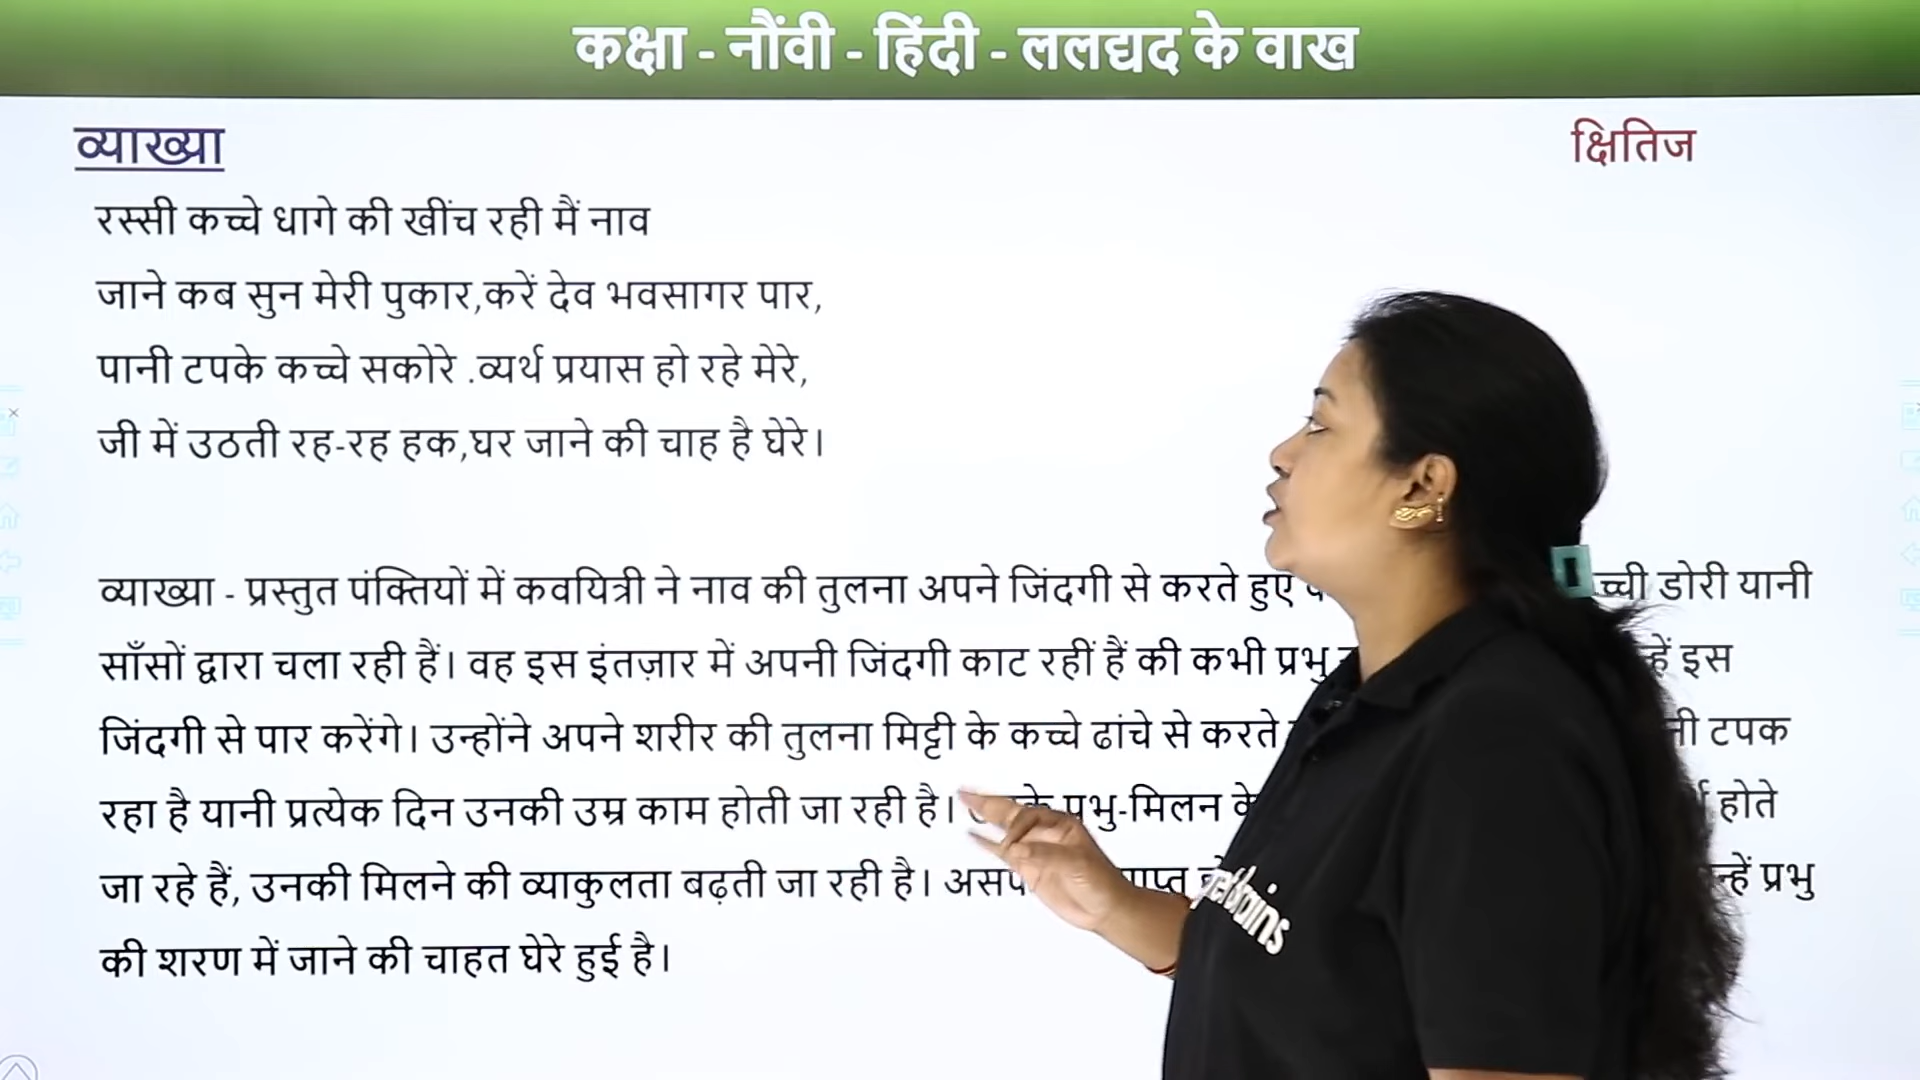 कक्षा - नौंवी - हिंदी - ललद्यद के वाख
व्याख्या
क्षितिज
रस्सी कच्चे धागे की खींच रही मैं नाव
जाने कब सुन मेरी पुकार,करें देव भवसागर पार,
पानी टपके कच्चे सकोरे .व्यर्थ प्रयास हो रहे मेरे,
जी में उठती रह-रह हक,घर जाने की चाह है घेरे।
व्याख्या - प्रस्तुत पंक्तियों में कवयित्री ने नाव की तुलना अपने जिंदगी से करते हुए डोरी यानी
साँसों द्वारा चला रही हैं। वह इस इंतज़ार में अपनी जिंदगी काट रहीं हैं की कभी प्रभु इस
जिंदगी से पार करेंगे। उन्होंने अपने शरीर की तुलना मिट्टी के कच्चे ढांचे से करते टपक
रहा है यानी प्रत्येक दिन उनकी उम्र काम होती जा रही है। प्रभु-मिलन के होते
जा रहे हैं, उनकी मिलने की व्याकुलता बढ़ती जा रही है। प्रभु
की शरण में जाने की चाहत घेरे हुई है।